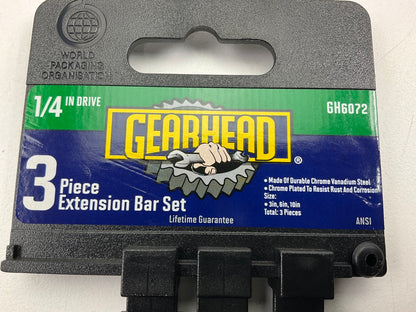 WORLD
PACKAGING
ORGANISATION
1/4 IN DRIVE
GH6072
GEARHEAD®
3 Piece
Extension Bar Set
Lifetime Guarantee
• Made Of Durable Chrome Vanadium Steel
• Chrome Plated To Resist Rust And Corrosion
Size:
• 3in, 6in, 10in
Total: 3 Pieces
ANSI